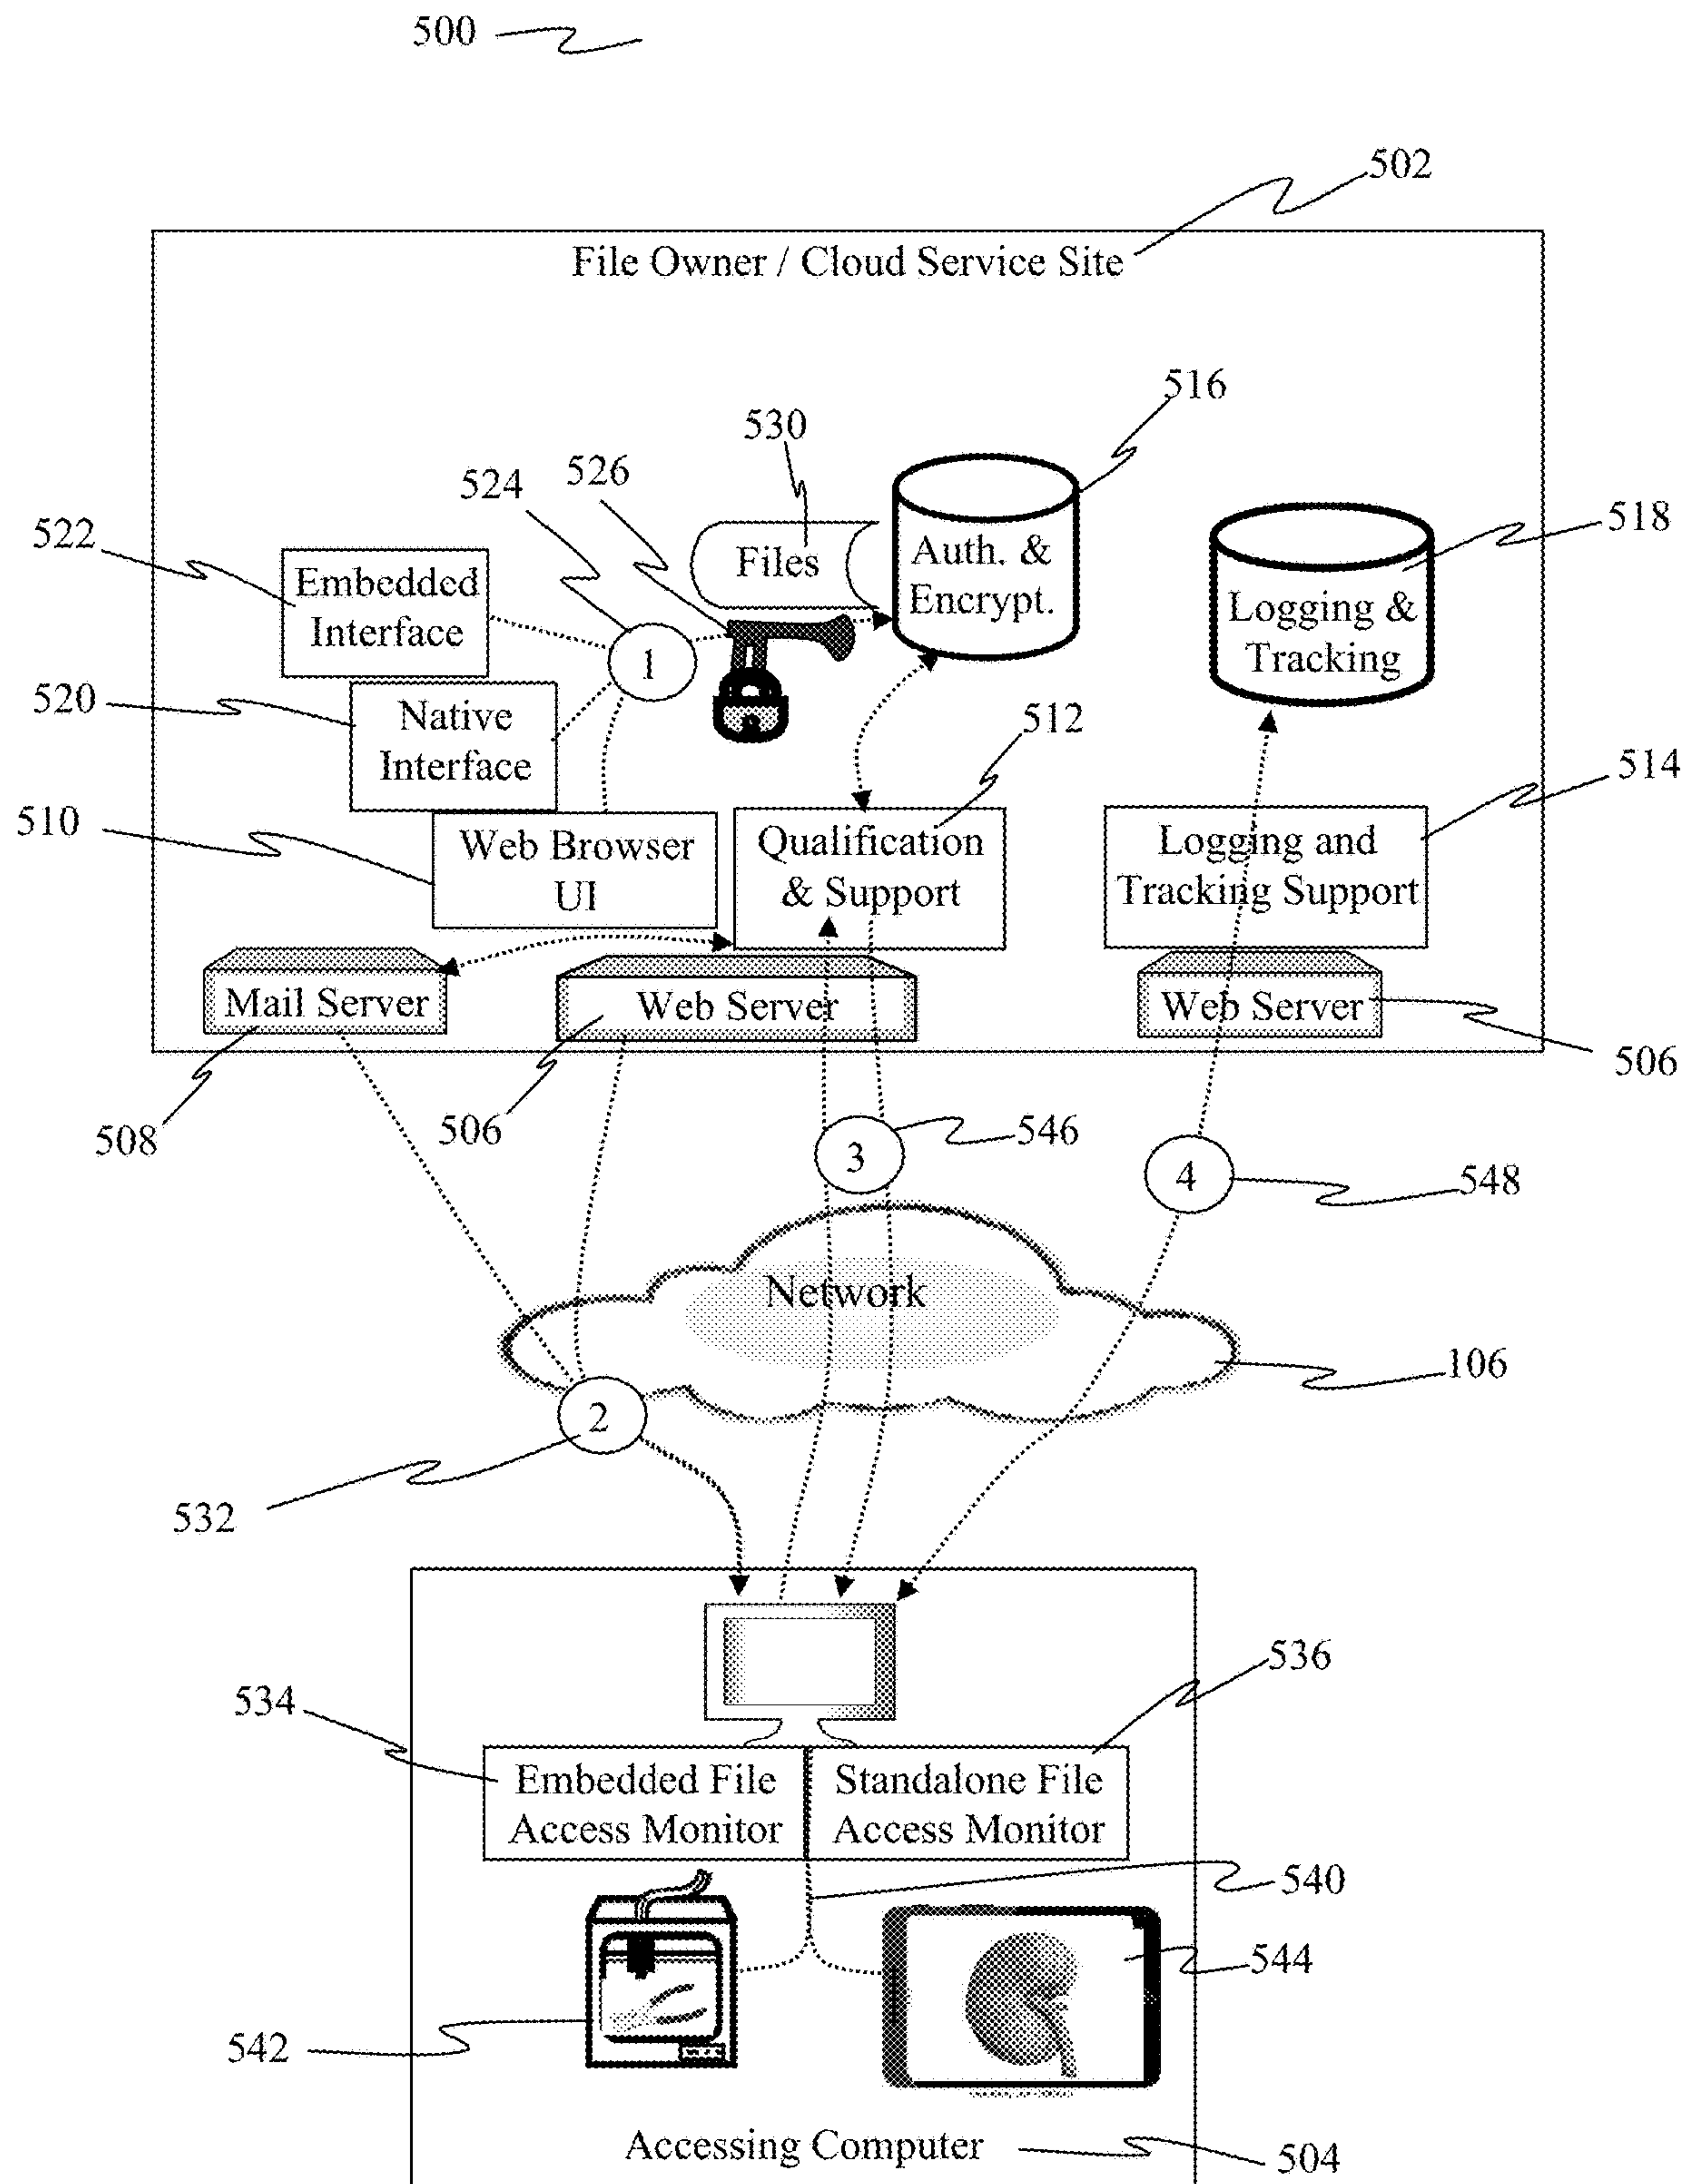 500
502
File Owner / Cloud Service Site
516
530
524
526
522
518
Files
Auth. &
Encrypt.
Embedded
Interface
Logging &
Tracking
1
520
Native
Interface
512
514
510
Web Browser
UI
Qualification
& Support
Logging and
Tracking Support
Mail Server
Web Server
Web Server
506
508
506
546
3
4
548
Network
106
2
532
536
534
Embedded File
Access Monitor
Standalone File
Access Monitor
540
544
542
Accessing Computer
504